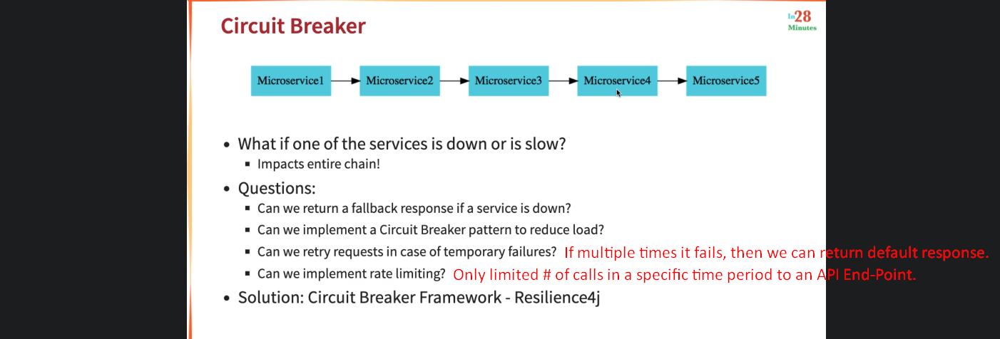 Circuit Breaker
In28
Minutes
Microservice1
Microservice2
Microservice3
Microservice4
Microservice5
• What if one of the services is down or is slow?
▪ Impacts entire chain!
• Questions:
▪ Can we return a fallback response if a service is down?
▪ Can we implement a Circuit Breaker pattern to reduce load?
▪ Can we retry requests in case of temporary failures? If multiple times it fails, then we can return default response.
▪ Can we implement rate limiting? Only limited # of calls in a specific time period to an API End-Point.
• Solution: Circuit Breaker Framework - Resilience4j